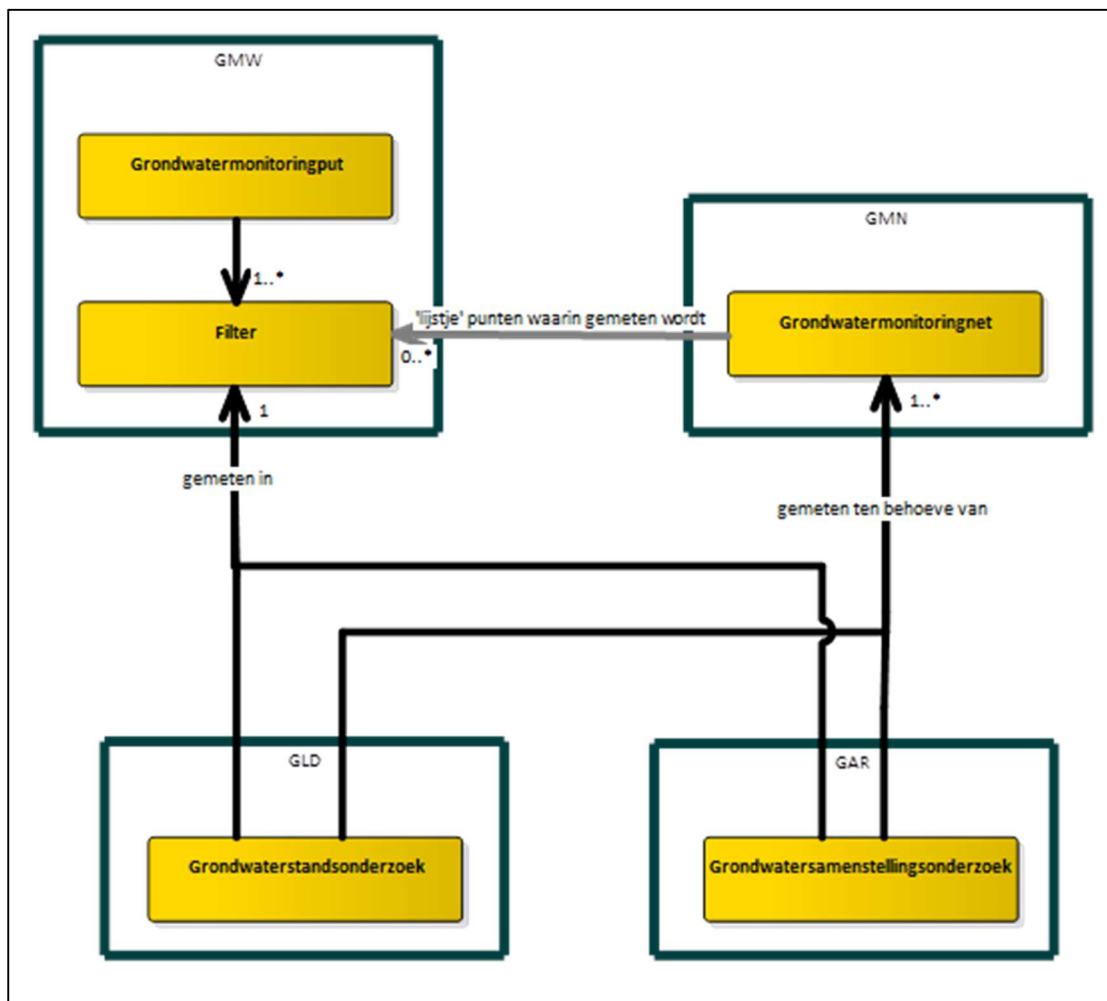 GMW
Grondwatermonitoringput
1..*
Filter
GMN
Grondwatermonitoringnet
'lijstje' punten waarin gemeten wordt
0..*
1
1..*
gemeten in
gemeten ten behoeve van
GLD
Grondwaterstandsonderzoek
GAR
Grondwatersamenstellingsonderzoek